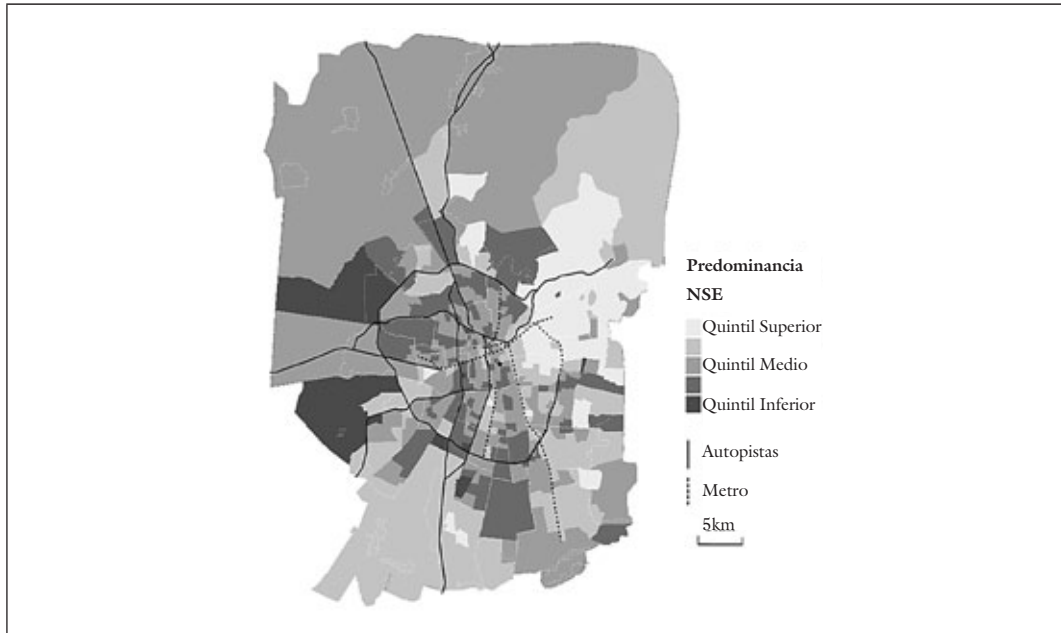 Predominancia
NSE
Quintil Superior
Quintil Medio
Quintil Inferior
Autopistas
Metro
5km